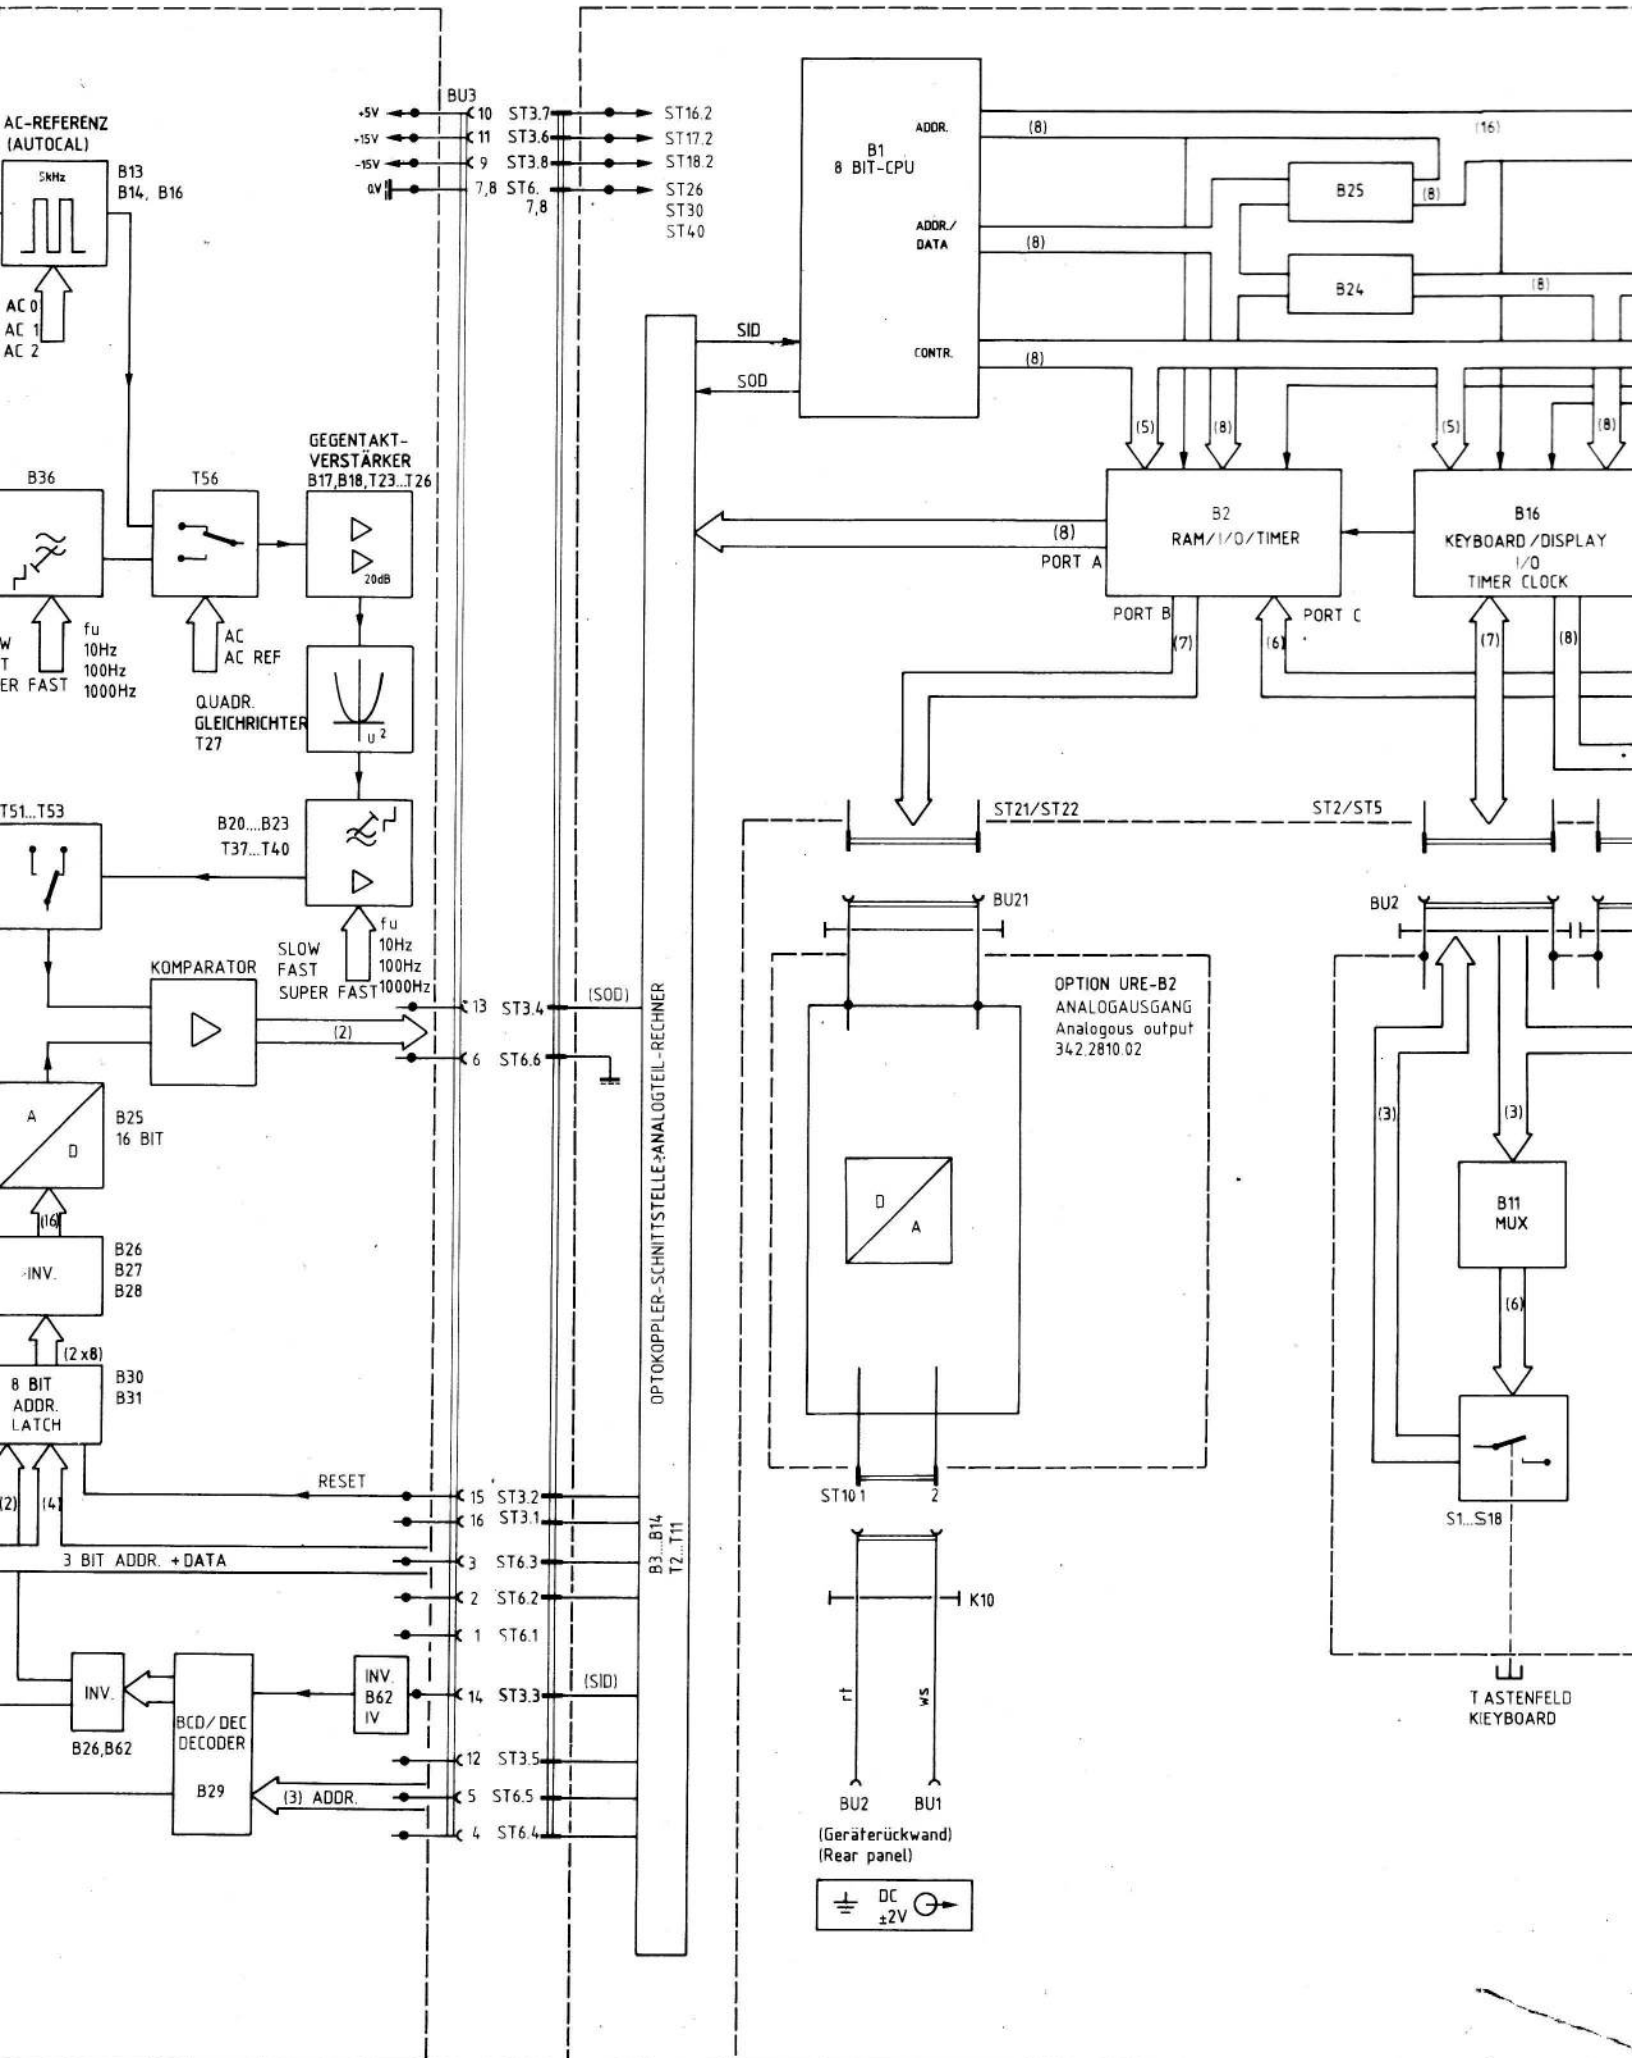 AC-REFERENZ
(AUTOCAL)
5kHz
B13
B14, B16
AC 0
AC 1
AC 2
B36
T56
GEGENTAKT-
VERSTÄRKER
B17,B18,T23...T26
20dB
fu
10Hz
100Hz
1000Hz
ER FAST
AC
AC REF
QUADR.
GLEICHRICHTER
T27
U²
T51...T53
B20....B23
T37...T40
SLOW
FAST
SUPER FAST
fu
10Hz
100Hz
1000Hz
KOMPARATOR
(2)
A
D
B25
16 BIT
(16)
INV.
B26
B27
B28
(2x8)
8 BIT
ADDR.
LATCH
B30
B31
(2)
(4)
RESET
3 BIT ADDR. +DATA
INV.
B26,B62
BCD/DEC
DECODER
B29
INV.
B62
IV
(3) ADDR.
BU3
+5V 10 ST3.7 ST16.2
+15V 11 ST3.6 ST17.2
-15V 9 ST3.8 ST18.2
0V 7,8 ST6. ST26
7,8 ST30
ST40
13 ST3.4 (SOD)
6 ST6.6
15 ST3.2
16 ST3.1
3 ST6.3
2 ST6.2
1 ST6.1
14 ST3.3 (SID)
12 ST3.5
5 ST6.5
4 ST6.4
OPTOKOPPLER-SCHNITTSTELLE>ANALOGTEIL-RECHNER
B3...B14
T2...T11
SID
SOD
B1
8 BIT-CPU
ADDR.
ADDR./
DATA
CONTR.
(8)
(8)
(8)
(16)
B25
(8)
B24
(8)
(5)
(8)
(5)
(8)
B2
RAM/I/O/TIMER
B16
KEYBOARD/DISPLAY
I/O
TIMER CLOCK
(8)
PORT A
PORT B
PORT C
(7)
(6)
(7)
(8)
ST21/ST22
ST2/ST5
BU21
BU2
OPTION URE-B2
ANALOGAUSGANG
Analogous output
342.2810.02
D
A
ST10 1
2
K10
rt
ws
BU2
BU1
(Geräterückwand)
(Rear panel)
DC
±2V
(3)
(3)
B11
MUX
(6)
S1...S18
TASTENFELD
KEYBOARD